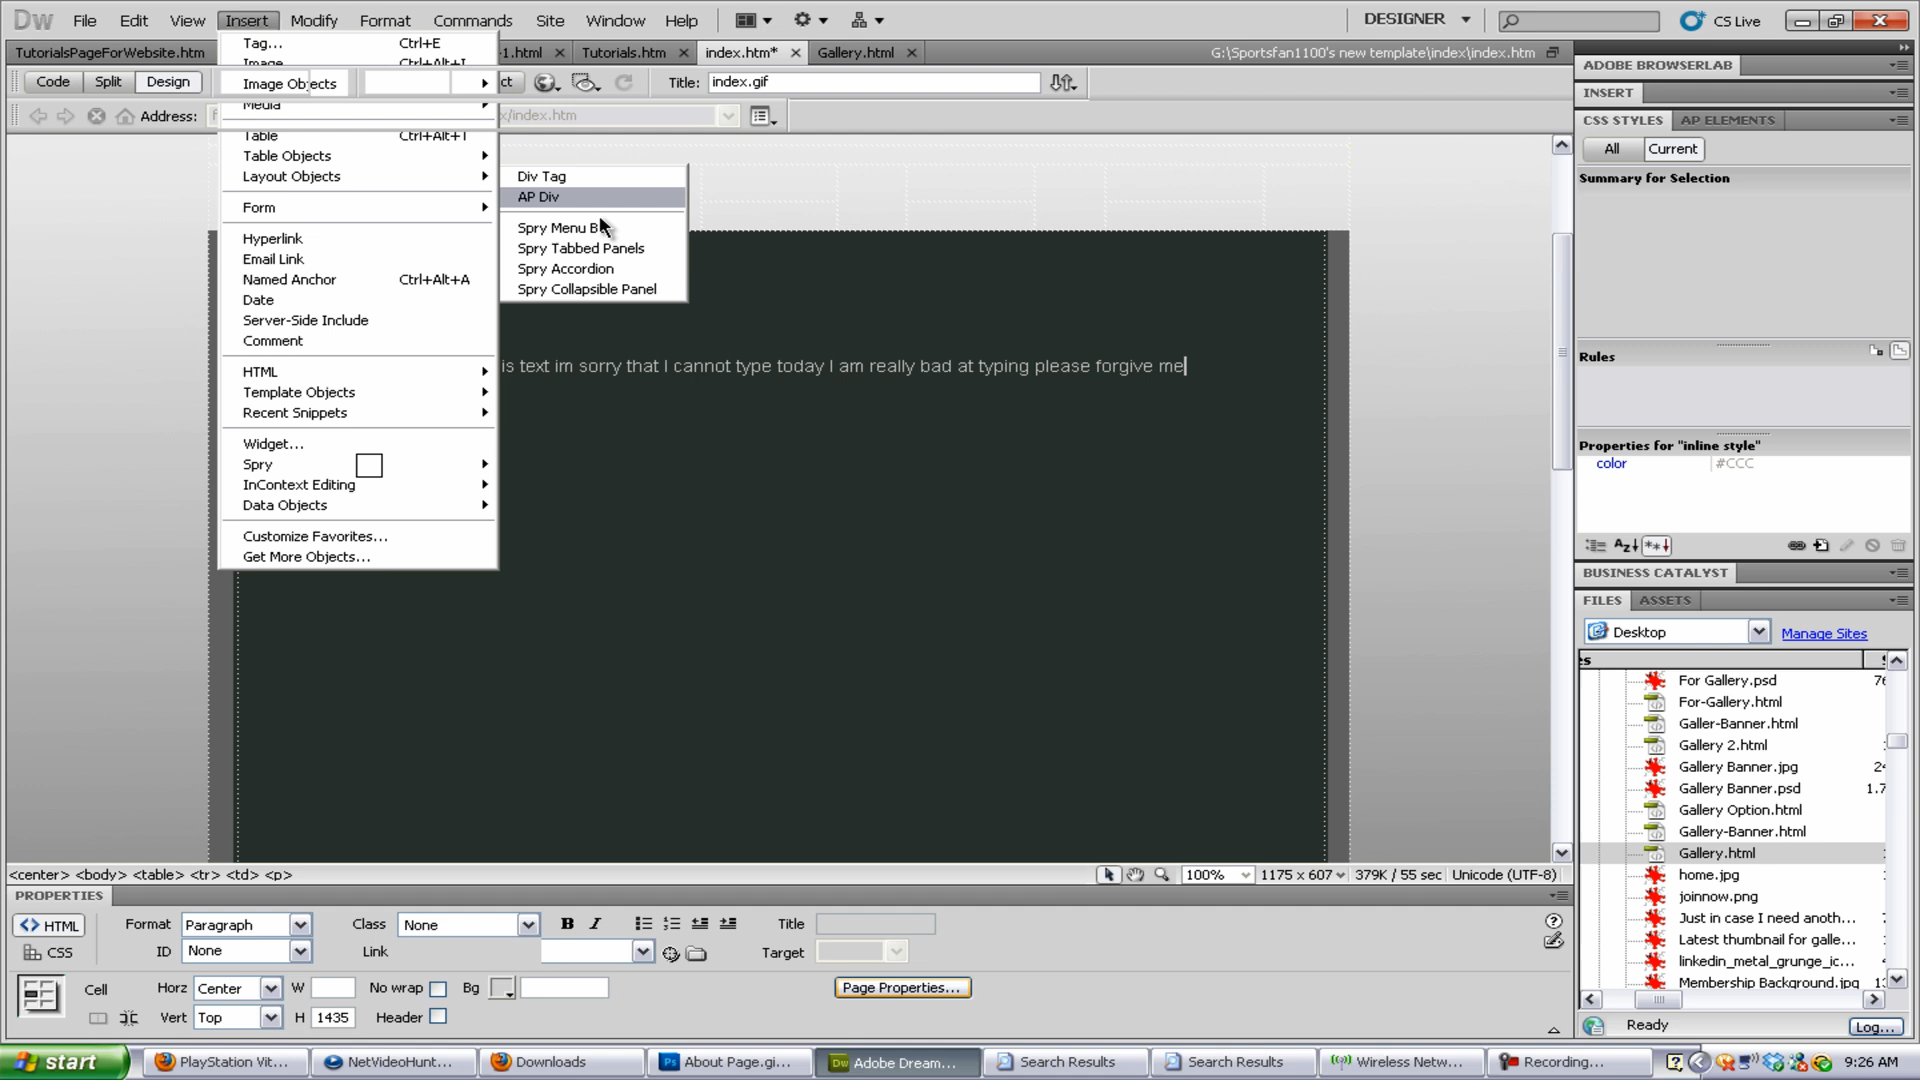 Dw File Edit View Insert Modify Format Commands Site Window Help DESIGNER CS Live
TutorialsPageForWebsite.htm -1.html Tutorials.htm index.htm* Gallery.html G:\Sportsfan1100's new template\index\index.htm
Code Split Design Title: index.gif
Address: x/index.htm
Tag... Ctrl+E
Image Ctrl+Alt+I
Image Objects
Media
Table Ctrl+Alt+T
Table Objects
Layout Objects
Form
Hyperlink
Email Link
Named Anchor Ctrl+Alt+A
Date
Server-Side Include
Comment
HTML
Template Objects
Recent Snippets
Widget...
Spry
InContext Editing
Data Objects
Customize Favorites...
Get More Objects...
Div Tag
AP Div
Spry Menu B
Spry Tabbed Panels
Spry Accordion
Spry Collapsible Panel
is text im sorry that I cannot type today I am really bad at typing please forgive me
ADOBE BROWSERLAB
INSERT
CSS STYLES AP ELEMENTS
All Current
Summary for Selection
Rules
Properties for "inline style"
color #CCC
BUSINESS CATALYST
FILES ASSETS
Desktop Manage Sites
For Gallery.psd
For-Gallery.html
Galler-Banner.html
Gallery 2.html
Gallery Banner.jpg
Gallery Banner.psd 1.7
Gallery Option.html
Gallery-Banner.html
Gallery.html
home.jpg
joinnow.png
Just in case I need anoth...
Latest thumbnail for galle...
linkedin_metal_grunge_ic...
Membership Background.jpg
Ready Log...
<center> <body> <table> <tr> <td> <p> 100% 1175 x 607 379K / 55 sec Unicode (UTF-8)
PROPERTIES
<> HTML Format Paragraph Class None B I Title
CSS ID None Link Target
Cell Horz Center W No wrap Bg Page Properties...
Vert Top H 1435 Header
start PlayStation Vit... NetVideoHunt... Downloads About Page.gi... Adobe Dream... Search Results Search Results Wireless Netw... Recording... 9:26 AM